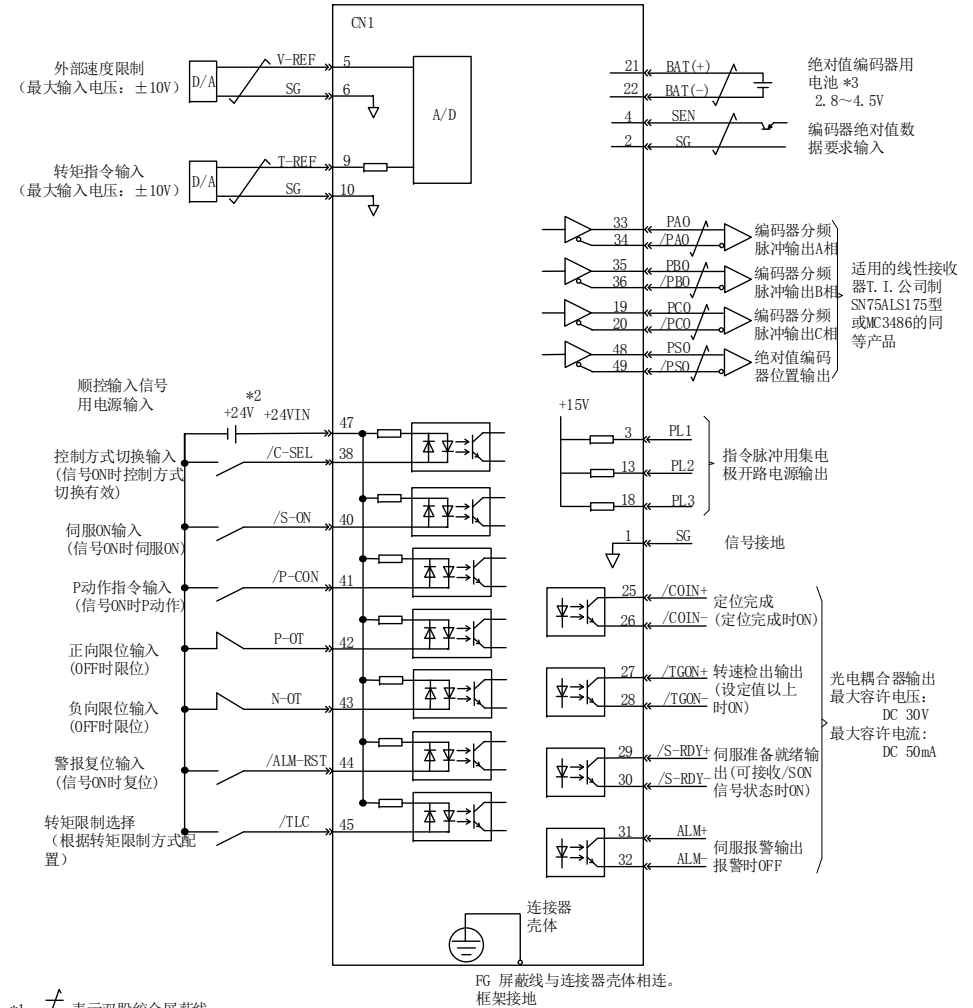 CN1
外部速度限制
（最大输入电压：±10V）
D/A
V-REF
5
SG
6
A/D
转矩指令输入
（最大输入电压：±10V）
D/A
T-REF
9
SG
10
21
BAT(+)
22
BAT(-)
绝对值编码器用
电池 *3
2.8～4.5V
4
SEN
2
SG
编码器绝对值数
据要求输入
33
PAO
34
/PAO
编码器分频
脉冲输出A相
35
PBO
36
/PBO
编码器分频
脉冲输出B相
19
PCO
20
/PCO
编码器分频
脉冲输出C相
48
PSO
49
/PSO
绝对值编码
器位置输出
适用的线性接收
器T.I.公司制
SN75ALS175型
或MC3486的同
等产品
顺控输入信号
用电源输入
*2
+24V
+24VIN
47
控制方式切换输入
(信号ON时控制方式
切换有效)
/C-SEL
38
伺服ON输入
(信号ON时伺服ON)
/S-ON
40
P动作指令输入
(信号ON时P动作)
/P-CON
41
正向限位输入
(OFF时限位)
P-OT
42
负向限位输入
(OFF时限位)
N-OT
43
警报复位输入
(信号ON时复位)
/ALM-RST
44
转矩限制选择
（根据转矩限制方式配
置）
/TLC
45
+15V
3
PL1
13
PL2
18
PL3
指令脉冲用集电
极开路电源输出
1
SG
信号接地
25
/COIN+
26
/COIN-
定位完成
(定位完成时ON)
27
/TGON+
28
/TGON-
转速检出输出
(设定值以上
时ON)
29
/S-RDY+
30
/S-RDY-
伺服准备就绪输
出(可接收/SON
信号状态时ON)
31
ALM+
32
ALM-
伺服报警输出
报警时OFF
光电耦合器输出
最大容许电压：
DC 30V
最大容许电流：
DC 50mA
连接器
壳体
FG 屏蔽线与连接器壳体相连。
框架接地
*1 表示双股绞合屏蔽线